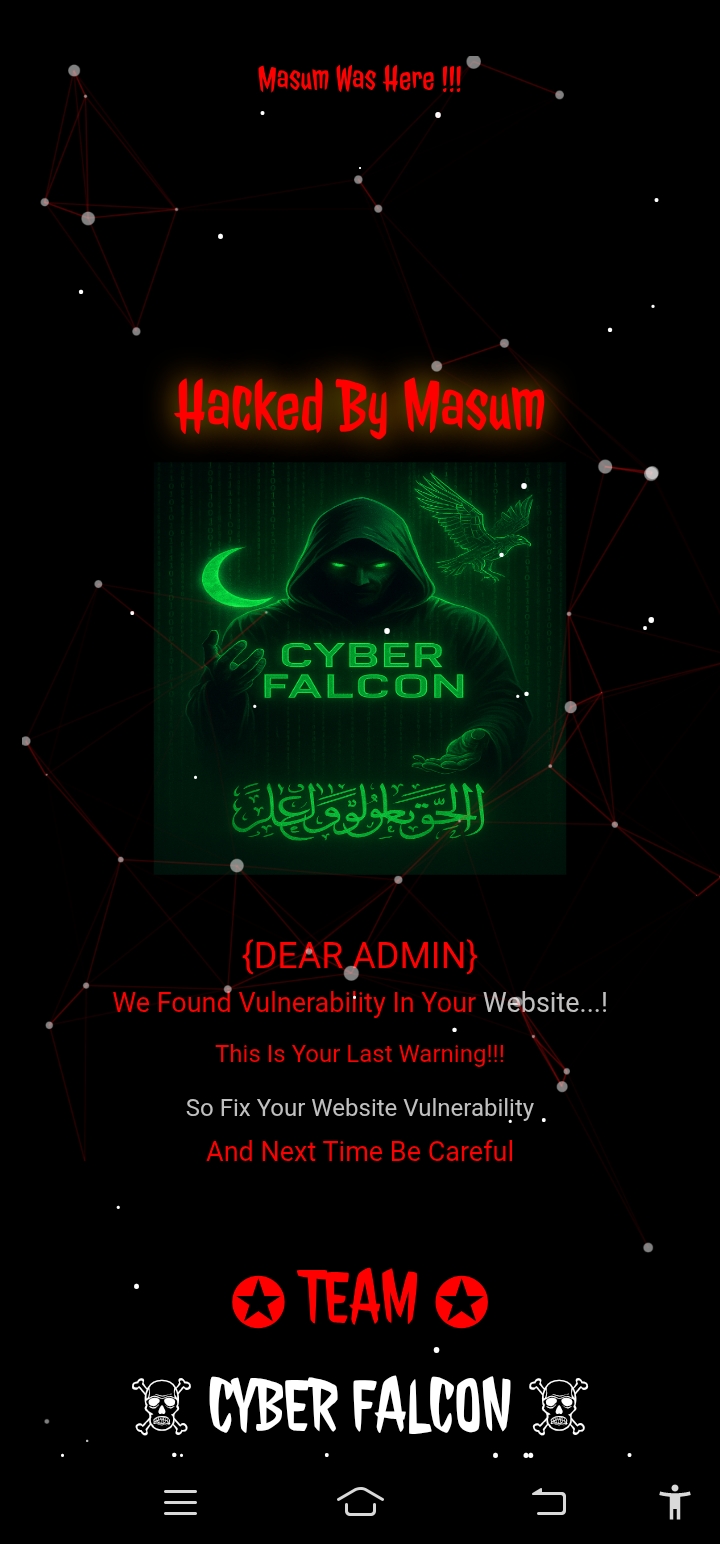 Masum Was Here !!!
Hacked By Masum
CYBER
FALCON
{DEAR ADMIN}
We Found Vulnerability In Your Website...!
This Is Your Last Warning!!!
So Fix Your Website Vulnerability
And Next Time Be Careful
✪ TEAM ✪
☠ CYBER FALCON ☠